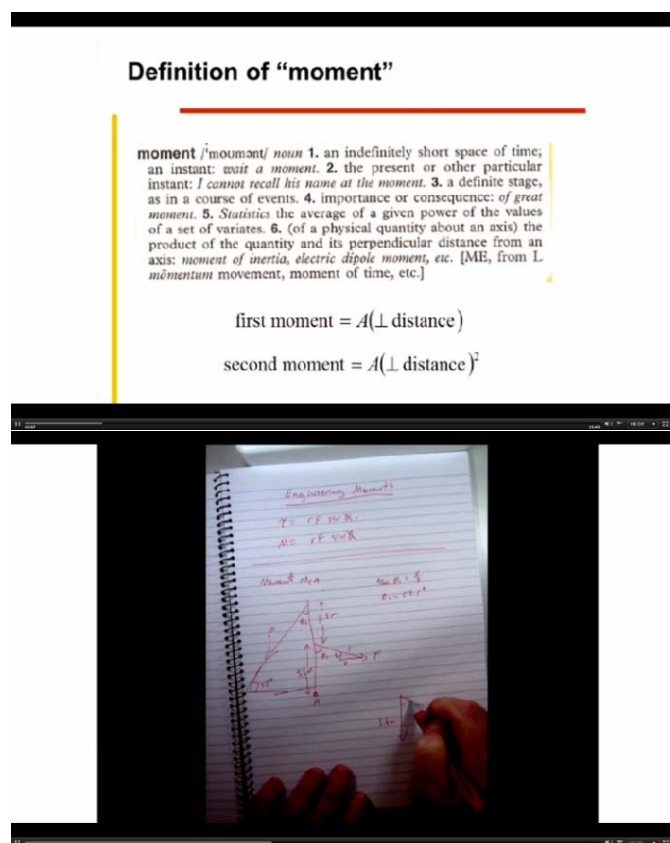 Definition of “moment”
moment /ˈmoumənt/ noun 1. an indefinitely short space of time;
an instant: wait a moment. 2. the present or other particular
instant: I cannot recall his name at the moment. 3. a definite stage,
as in a course of events. 4. importance or consequence: of great
moment. 5. Statistics the average of a given power of the values
of a set of variates. 6. (of a physical quantity about an axis) the
product of the quantity and its perpendicular distance from an
axis: moment of inertia, electric dipole moment, etc. [ME, from L
mōmentum movement, moment of time, etc.]
first moment = A(⊥ distance)
second moment = A(⊥ distance)²
Engineering Moments
rF sin
M= rF sin
Moment
A